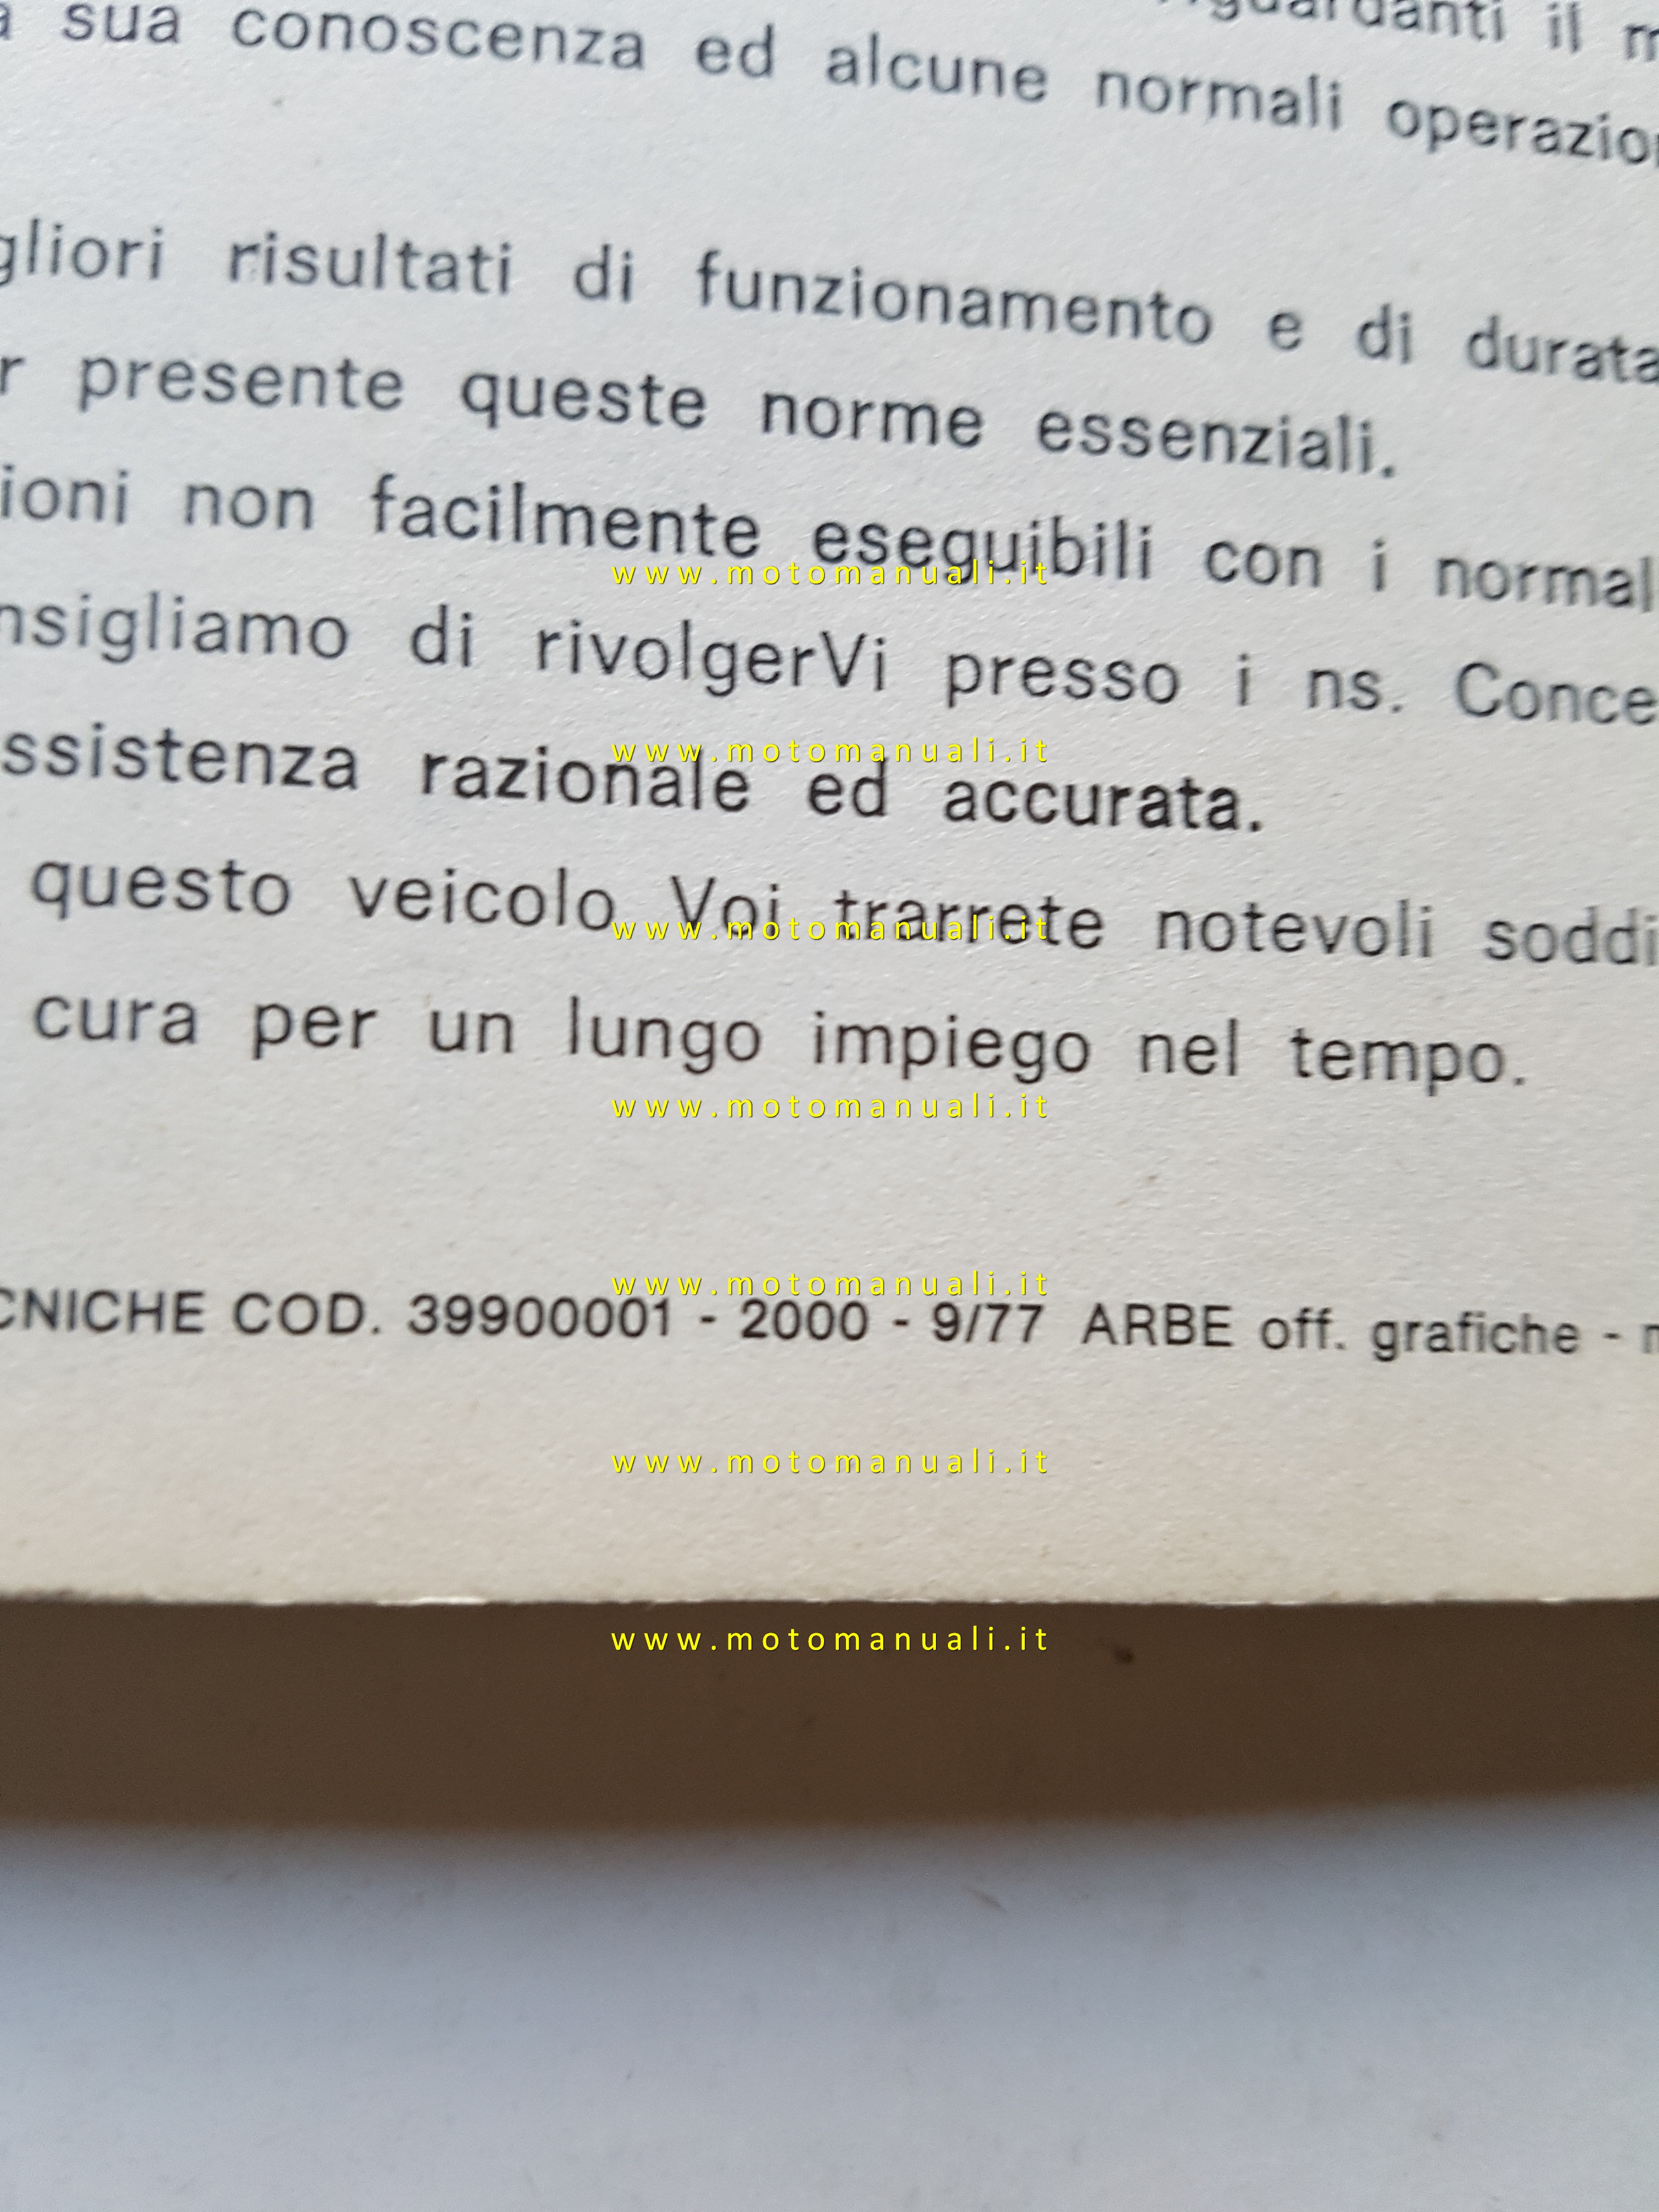 sua conoscenza ed alcune normali operazion
gliori risultati di funzionamento e di durata
r presente queste norme essenziali.
ioni non facilmente eseguibili con i normal
www.motomanuali.it
nsigliamo di rivolgerVi presso i ns. Conce
www.motomanuali.it
ssistenza razionale ed accurata.
questo veicolo Voi trarrete notevoli soddi
www.motomanuali.it
cura per un lungo impiego nel tempo.
www.motomanuali.it
www.motomanuali.it
CNICHE COD. 39900001 - 2000 - 9/77 ARBE off. grafiche - m
www.motomanuali.it
www.motomanuali.it